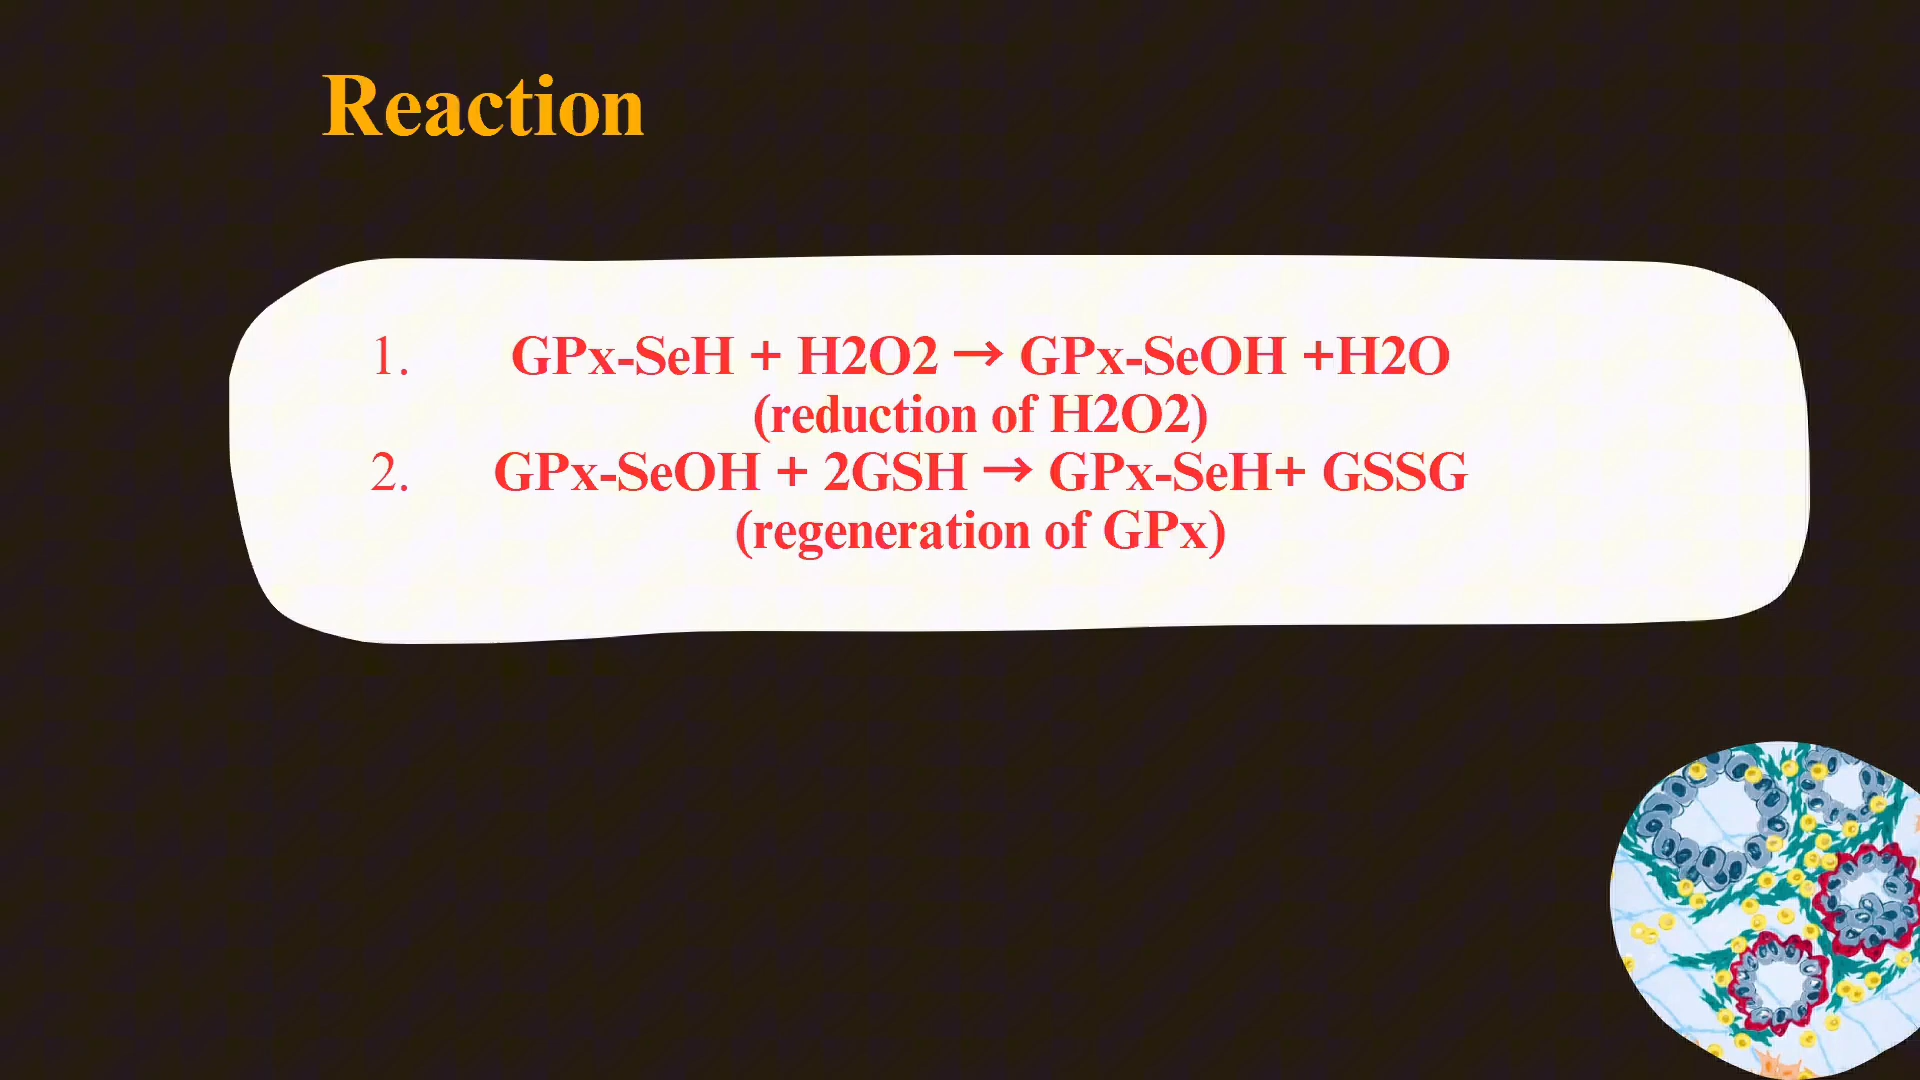 Reaction
1. GPx-SeH + H2O2 → GPx-SeOH +H2O
(reduction of H2O2)
2. GPx-SeOH + 2GSH → GPx-SeH+ GSSG
(regeneration of GPx)